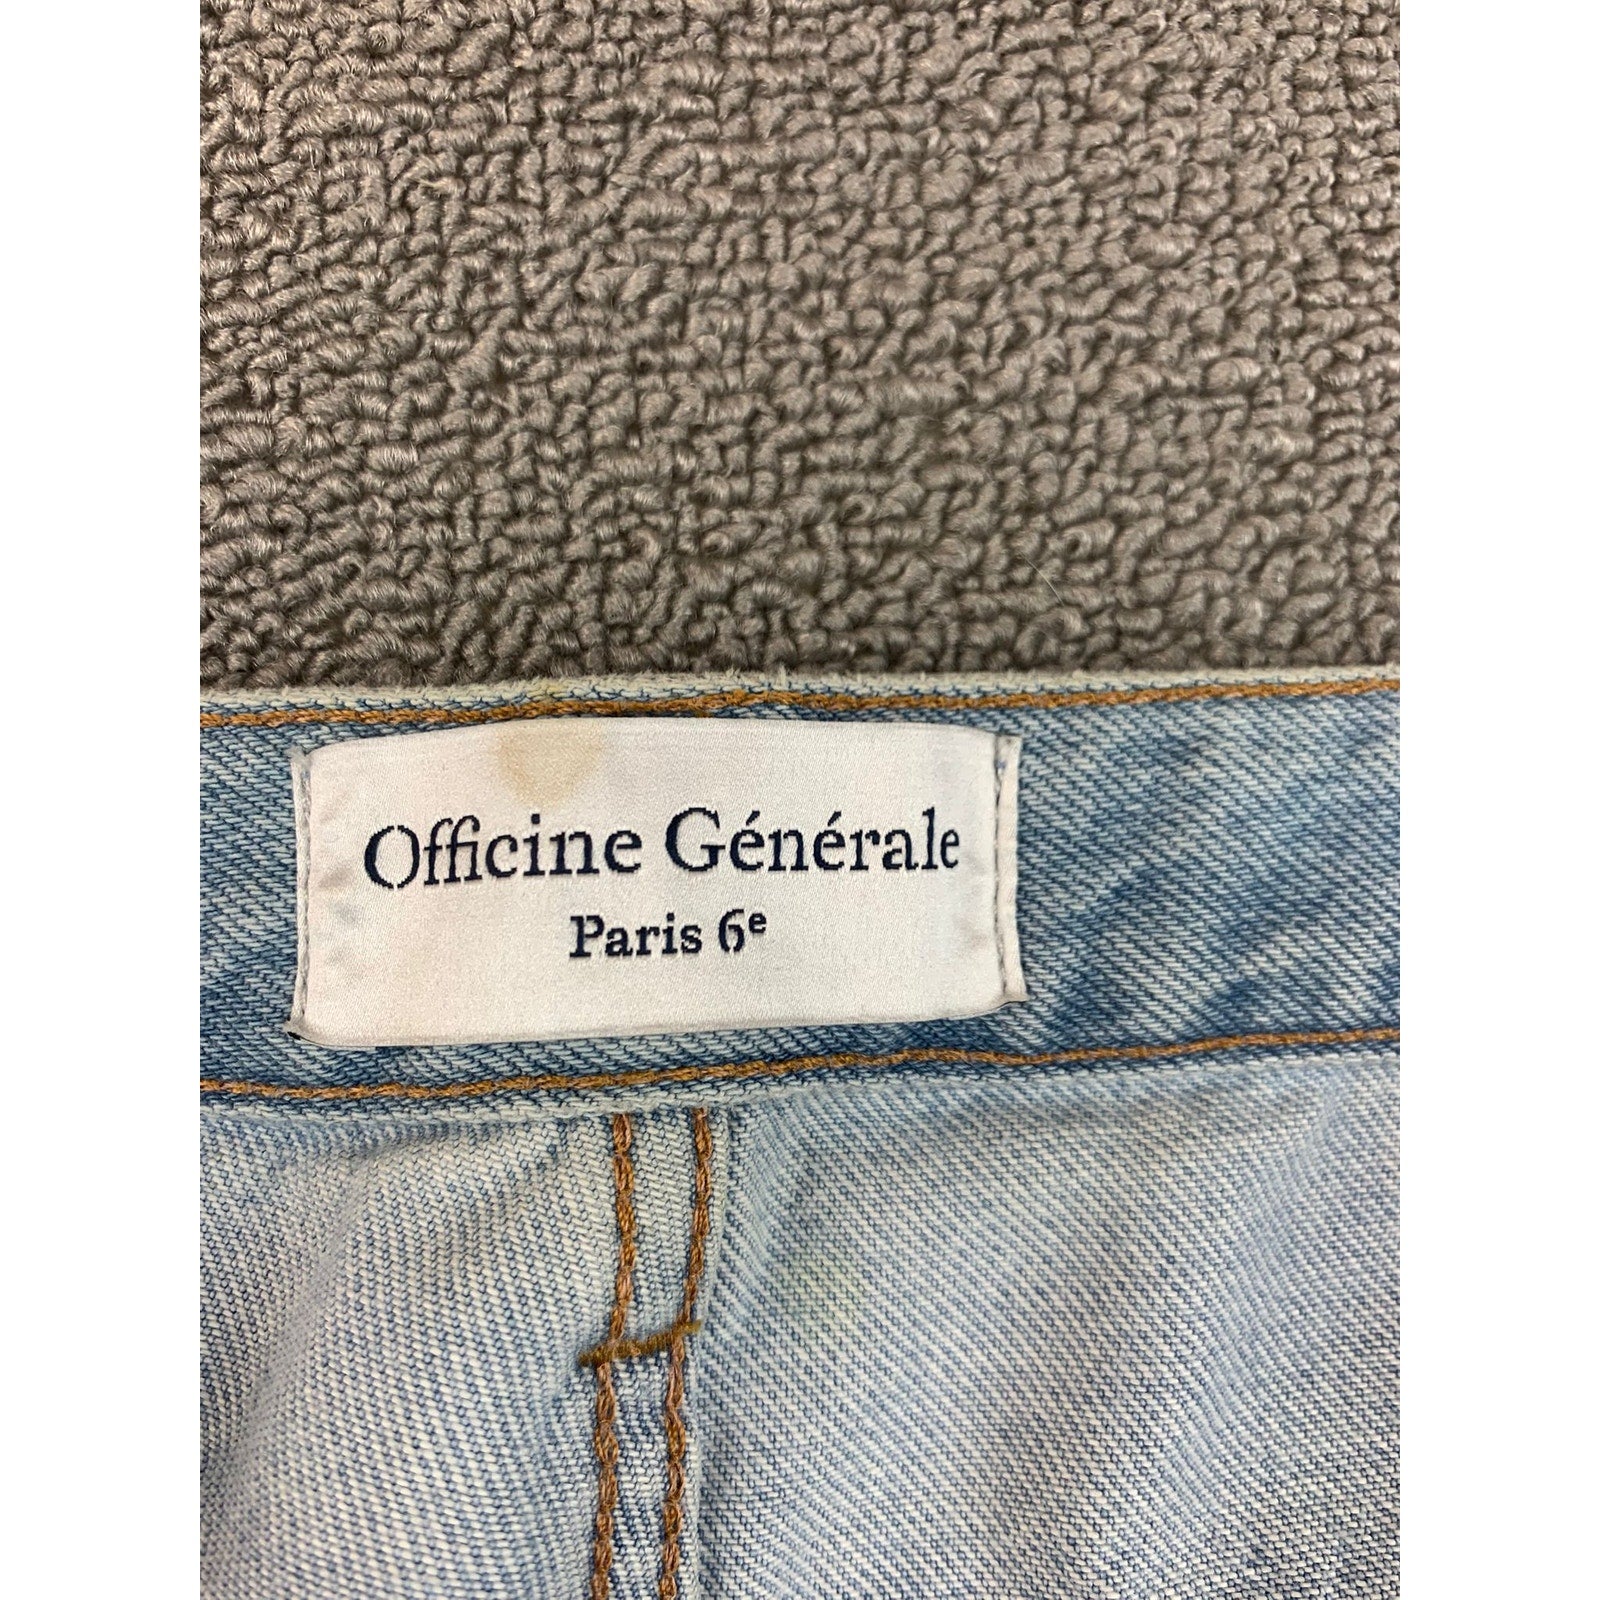 Officine Générale
Paris 6ᵉ